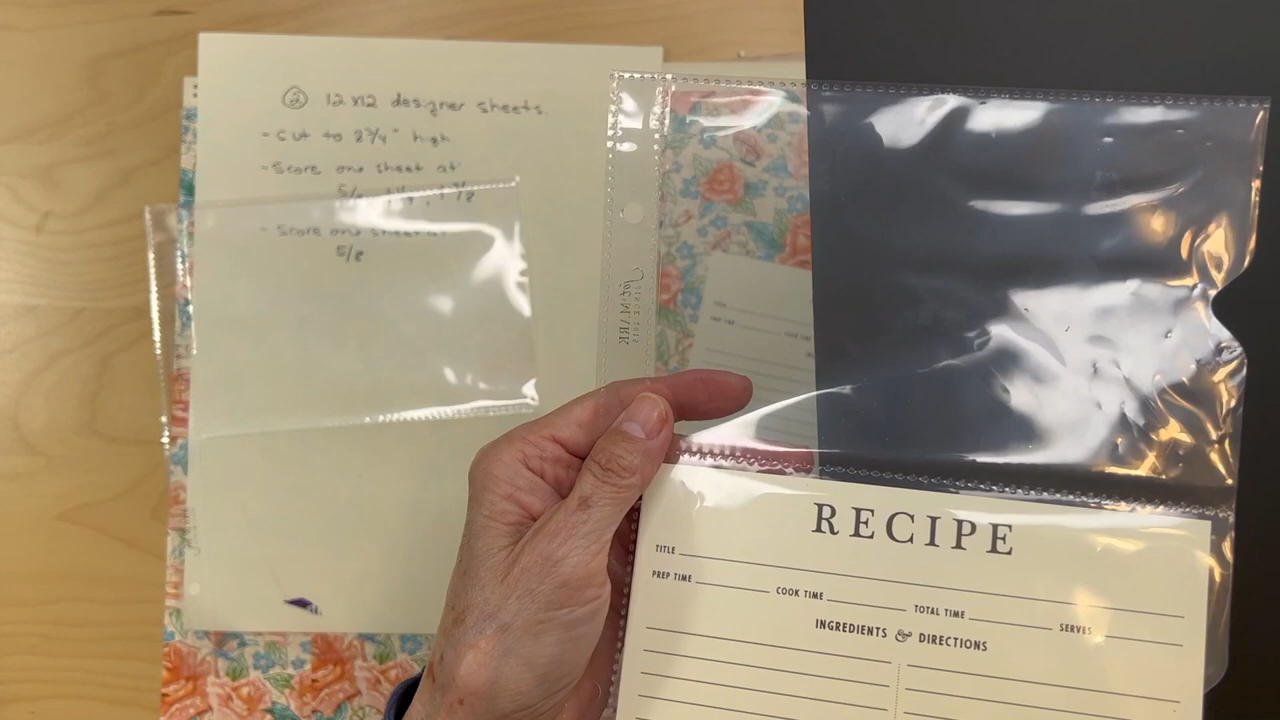 ② 12x12 designer sheets.
- Cut to 8 3/4" high
- Score one sheet at
- Score one sheet at
5/8
RECIPE
TITLE
PREP TIME COOK TIME TOTAL TIME SERVES
INGREDIENTS & DIRECTIONS